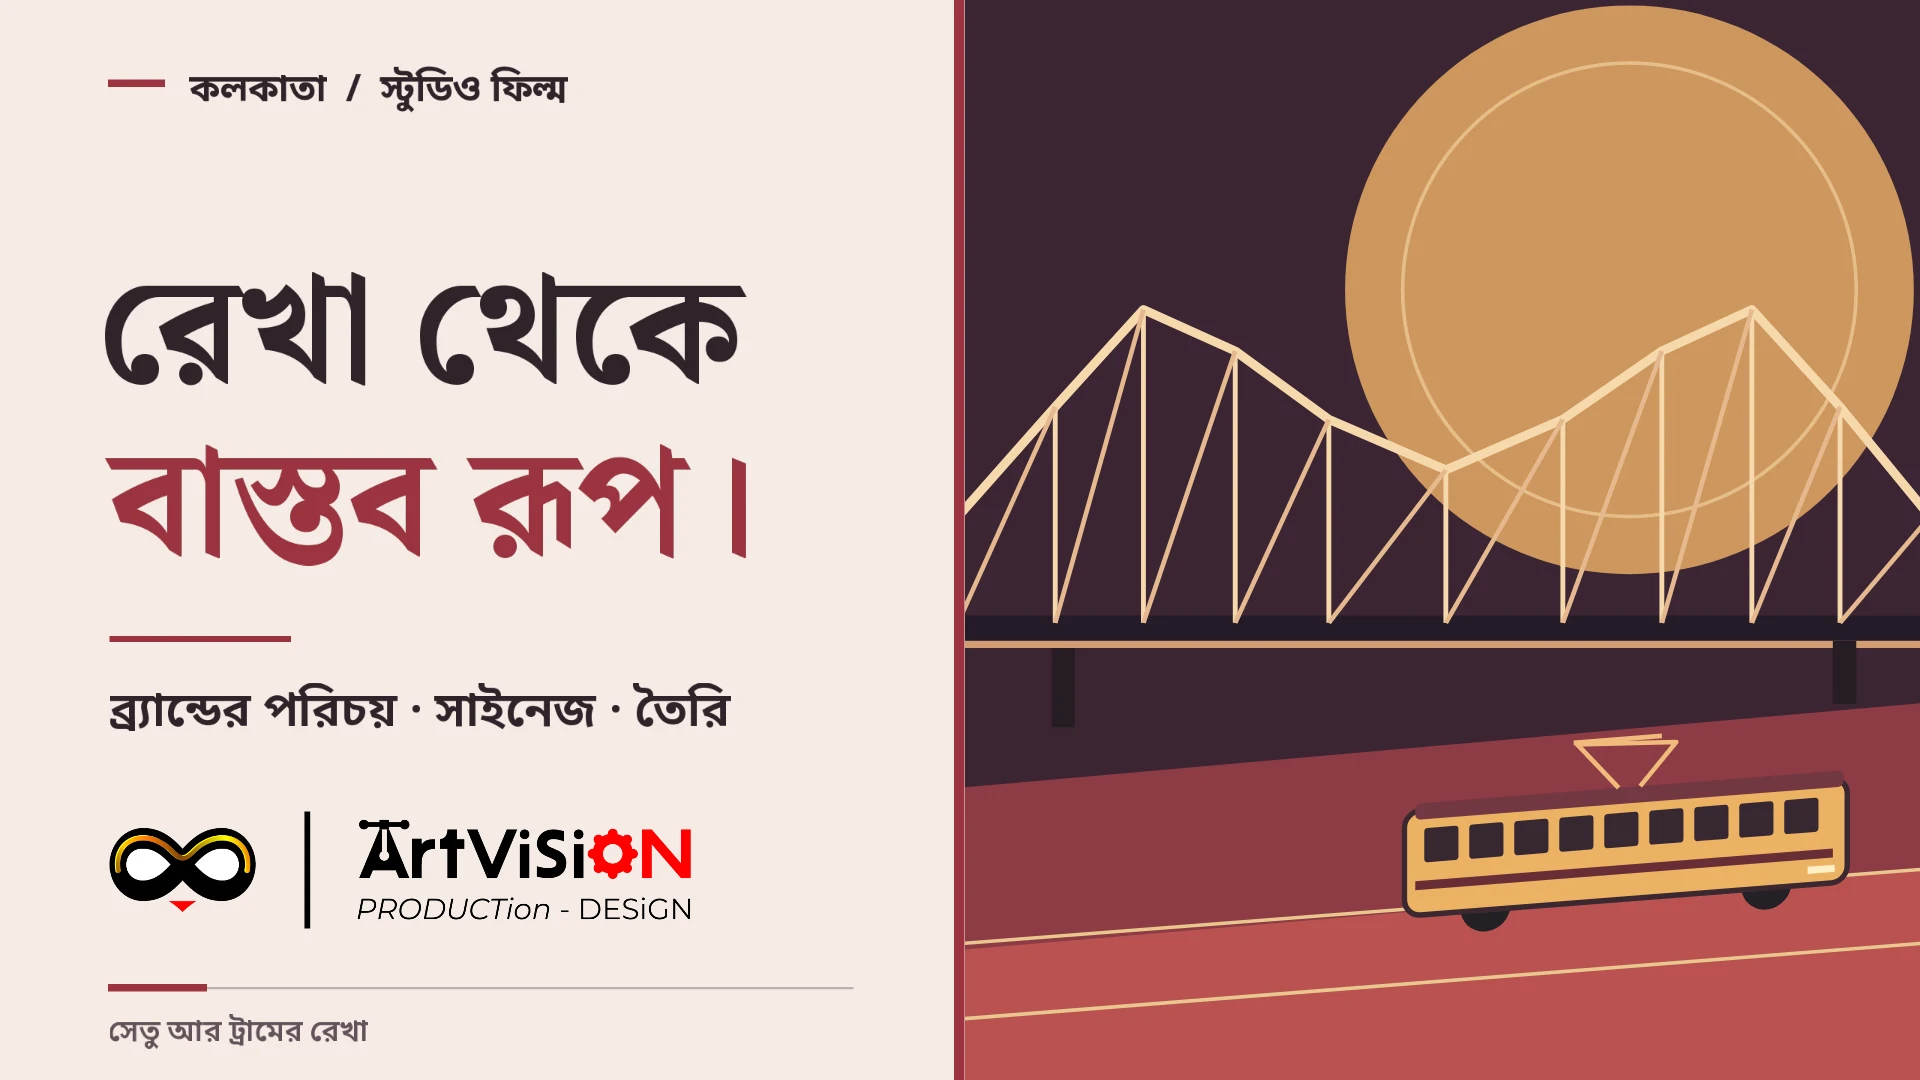 কলকাতা / স্টুডিও ফিল্ম
রেখা থেকে
বাস্তব রূপ।
ব্র্যান্ডের পরিচয় · সাইনেজ · তৈরি
ArtViSiON
PRODUCTion - DESiGN
সেতু আর ট্রামের রেখা